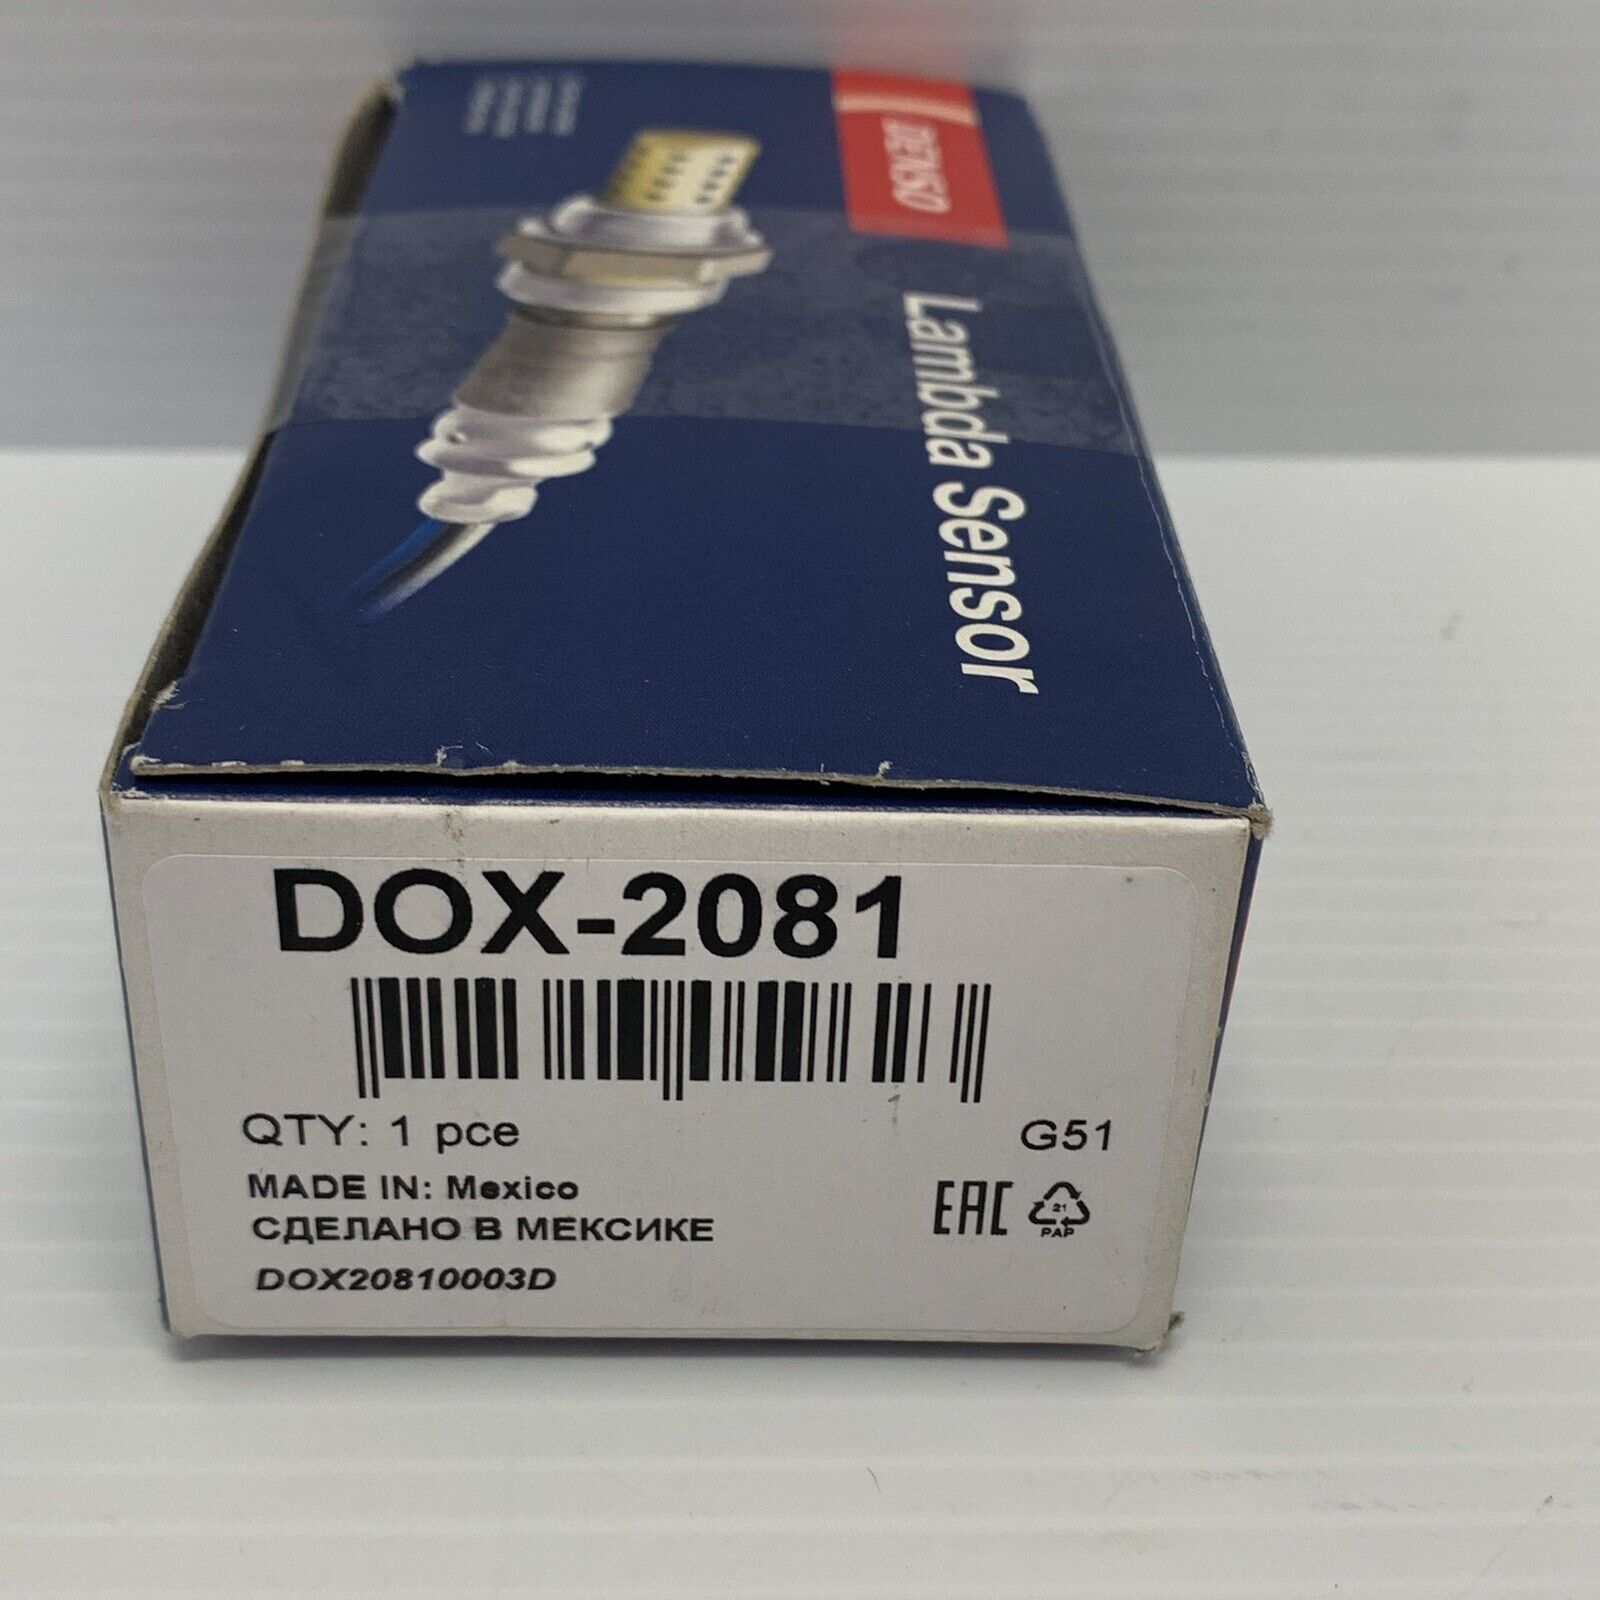 DENSO
Lambda Sensor
DOX-2081
QTY: 1 pce
G51
MADE IN: Mexico
СДЕЛАНО В МЕКСИКЕ
EAC
21
PAP
DOX20810003D